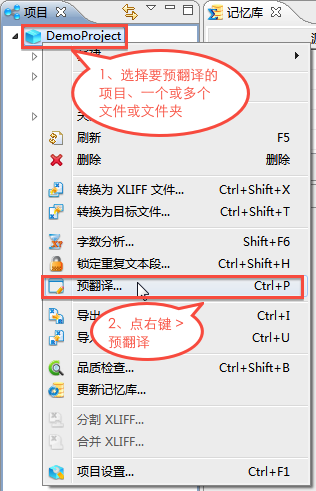 项目
记忆库
DemoProject
1、选择要预翻译的
项目、一个或多个
文件或文件夹
刷新 F5
删除 删除
转换为 XLIFF 文件... Ctrl+Shift+X
转换为目标文件... Ctrl+Shift+T
字数分析... Shift+F6
锁定重复文本段... Ctrl+Shift+H
预翻译... Ctrl+P
导出 Ctrl+I
导入 Ctrl+U
2、点右键 >
预翻译
品质检查... Ctrl+Shift+B
更新记忆库...
分割 XLIFF...
合并 XLIFF...
项目设置... Ctrl+F1